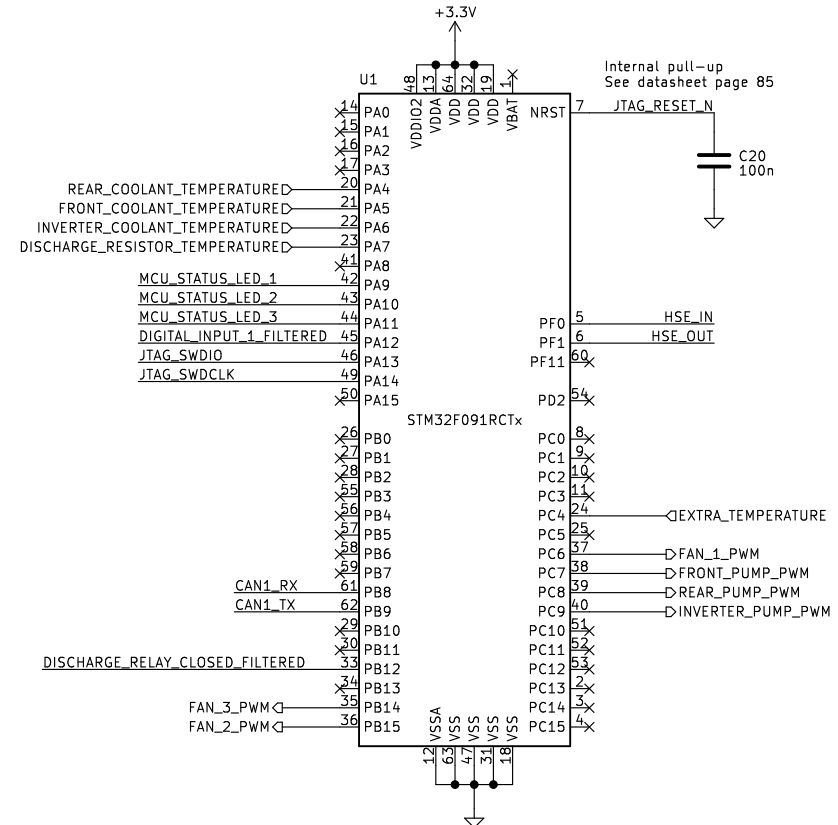 +3.3V
Internal pull-up
See datasheet page 85
U1
48 13 64 32 19 1
VDDIO2 VDDA VDD VDD VDD VBAT
14 PA0 NRST 7 JTAG_RESET_N
15 PA1
16 PA2
C20
100n
17 PA3
REAR_COOLANT_TEMPERATURE 20 PA4
FRONT_COOLANT_TEMPERATURE 21 PA5
INVERTER_COOLANT_TEMPERATURE 22 PA6
DISCHARGE_RESISTOR_TEMPERATURE 23 PA7
41 PA8
MCU_STATUS_LED_1 42 PA9
MCU_STATUS_LED_2 43 PA10
MCU_STATUS_LED_3 44 PA11 PF0 5 HSE_IN
DIGITAL_INPUT_1_FILTERED 45 PA12 PF1 6 HSE_OUT
JTAG_SWDIO 46 PA13 PF11 60
JTAG_SWDCLK 49 PA14
50 PA15 PD2 54
STM32F091RCTx
26 PB0 PC0 8
27 PB1 PC1 9
28 PB2 PC2 10
55 PB3 PC3 11
56 PB4 PC4 24 EXTRA_TEMPERATURE
57 PB5 PC5 25
58 PB6 PC6 37 FAN_1_PWM
59 PB7 PC7 38 FRONT_PUMP_PWM
CAN1_RX 61 PB8 PC8 39 REAR_PUMP_PWM
CAN1_TX 62 PB9 PC9 40 INVERTER_PUMP_PWM
29 PB10 PC10 51
30 PB11 PC11 52
DISCHARGE_RELAY_CLOSED_FILTERED 33 PB12 PC12 53
34 PB13 PC13 2
FAN_3_PWM 35 PB14 PC14 3
FAN_2_PWM 36 PB15 PC15 4
VSSA VSS VSS VSS VSS
12 63 47 31 18